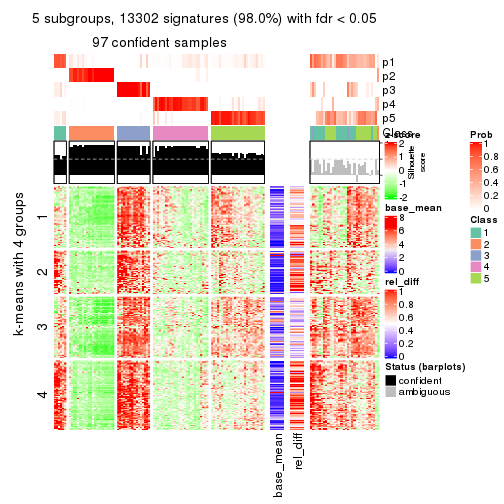 5 subgroups, 13302 signatures (98.0%) with fdr < 0.05
97 confident samples
p1
p2
p3
p4
p5
Class
Silhouette
score
k-means with 4 groups
1
2
3
4
base_mean
rel_diff
z-score
2
1
0
-1
-2
base_mean
8
6
4
2
0
rel_diff
1
0.8
0.6
0.4
0.2
0
Prob
1
0.8
0.6
0.4
0.2
0
Class
1
2
3
4
5
Status (barplots)
confident
ambiguous